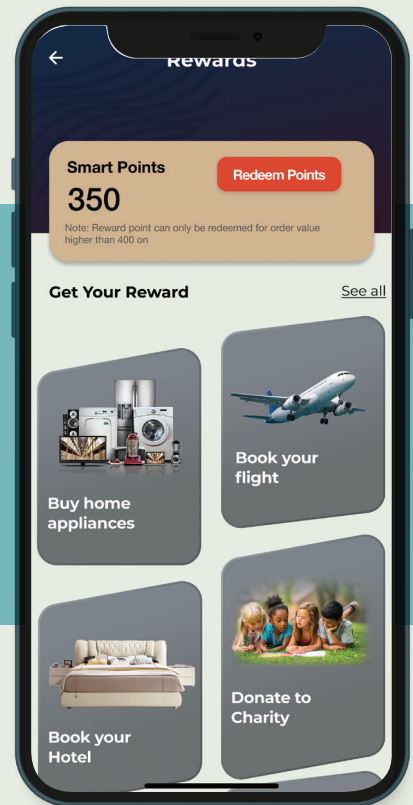 Rewards
Smart Points
Redeem Points
350
Note: Reward point can only be redeemed for order value
higher than 400 on
Get Your Reward
See all
Book your
flight
Buy home
appliances
Donate to
Charity
Book your
Hotel